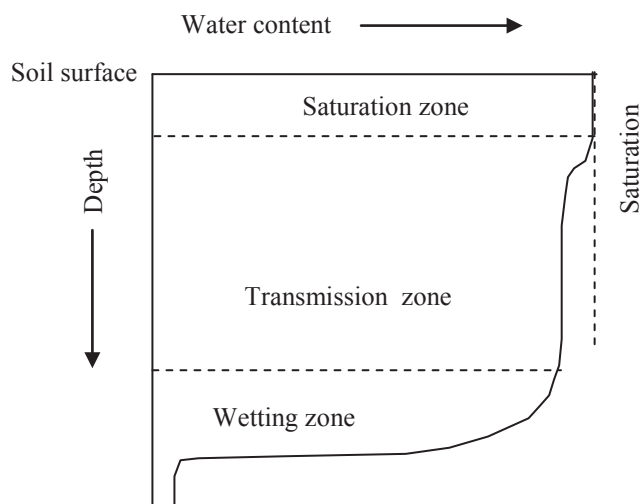 Water content
Soil surface
Saturation zone
Depth
Saturation
Transmission zone
Wetting zone